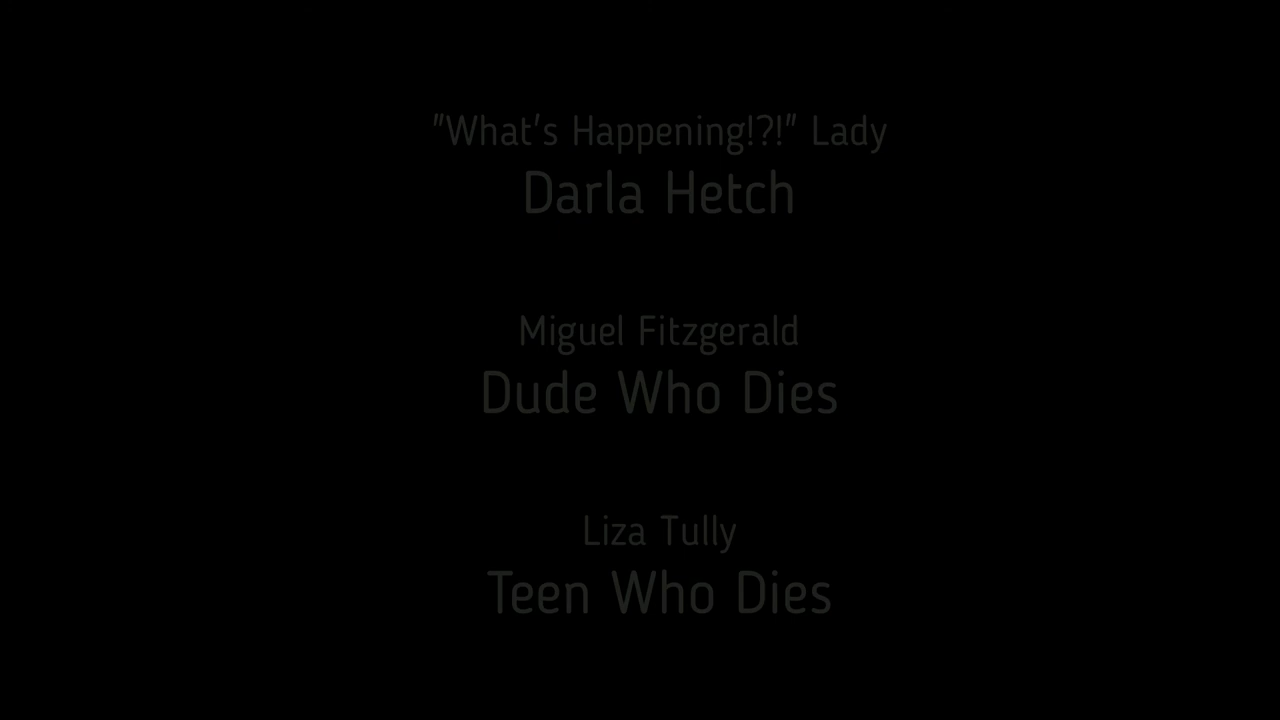 "What's Happening!?!" Lady
Darla Hetch
Miguel Fitzgerald
Dude Who Dies
Liza Tully
Teen Who Dies